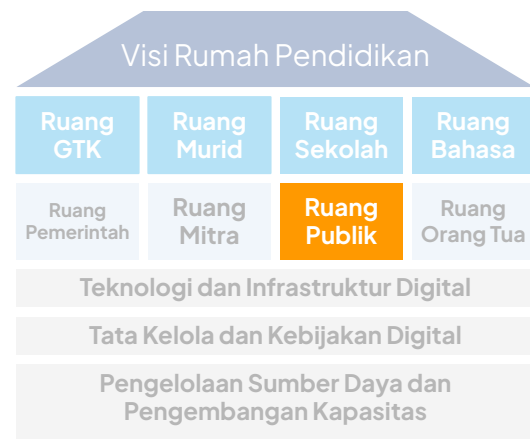 Visi Rumah Pendidikan
Ruang GTK
Ruang Murid
Ruang Sekolah
Ruang Bahasa
Ruang Pemerintah
Ruang Mitra
Ruang Publik
Ruang Orang Tua
Teknologi dan Infrastruktur Digital
Tata Kelola dan Kebijakan Digital
Pengelolaan Sumber Daya dan
Pengembangan Kapasitas